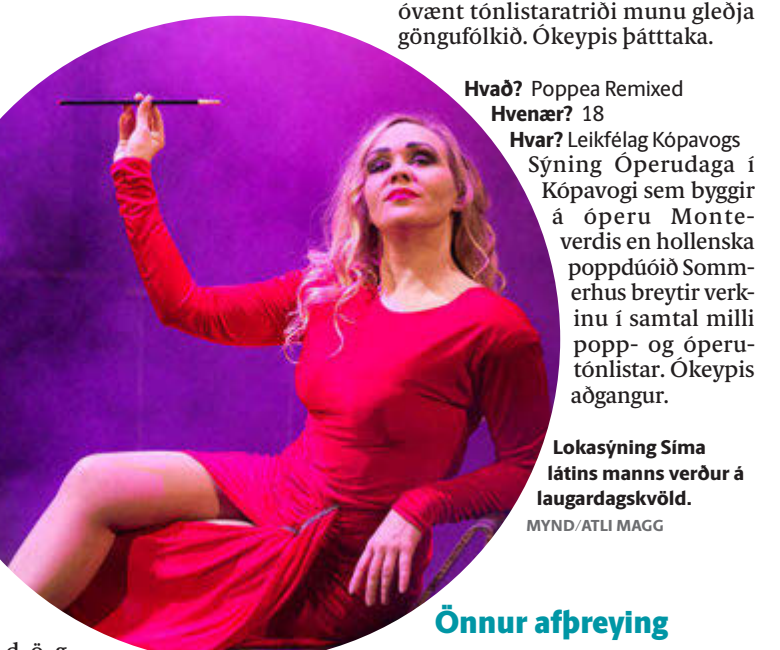 óvænt tónlistaratriði munu gleðja
göngufólkið. Ókeypis þátttaka.
Hvað? Poppea Remixed
Hvenær? 18
Hvar? Leikfélag Kópavogs
Sýning Óperudaga í
Kópavogi sem byggir
á óperu Monte-
verdis en hollenska
poppdúóið Somm-
erhus breytir verk-
inu í samtal milli
popp- og óperu-
tónlistar. Ókeypis
aðgangur.
Lokasýning Síma
látins manns verður á
laugardagskvöld.
MYND/ATLI MAGG
Önnur afþreying